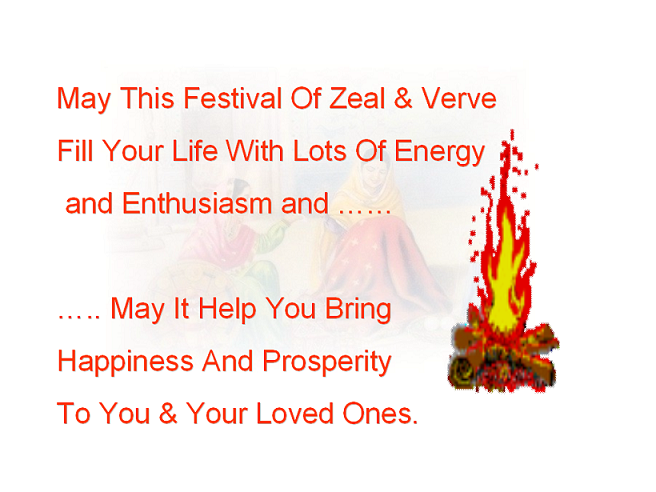 May This Festival Of Zeal & Verve
Fill Your Life With Lots Of Energy
and Enthusiasm and ……
….. May It Help You Bring
Happiness And Prosperity
To You & Your Loved Ones.